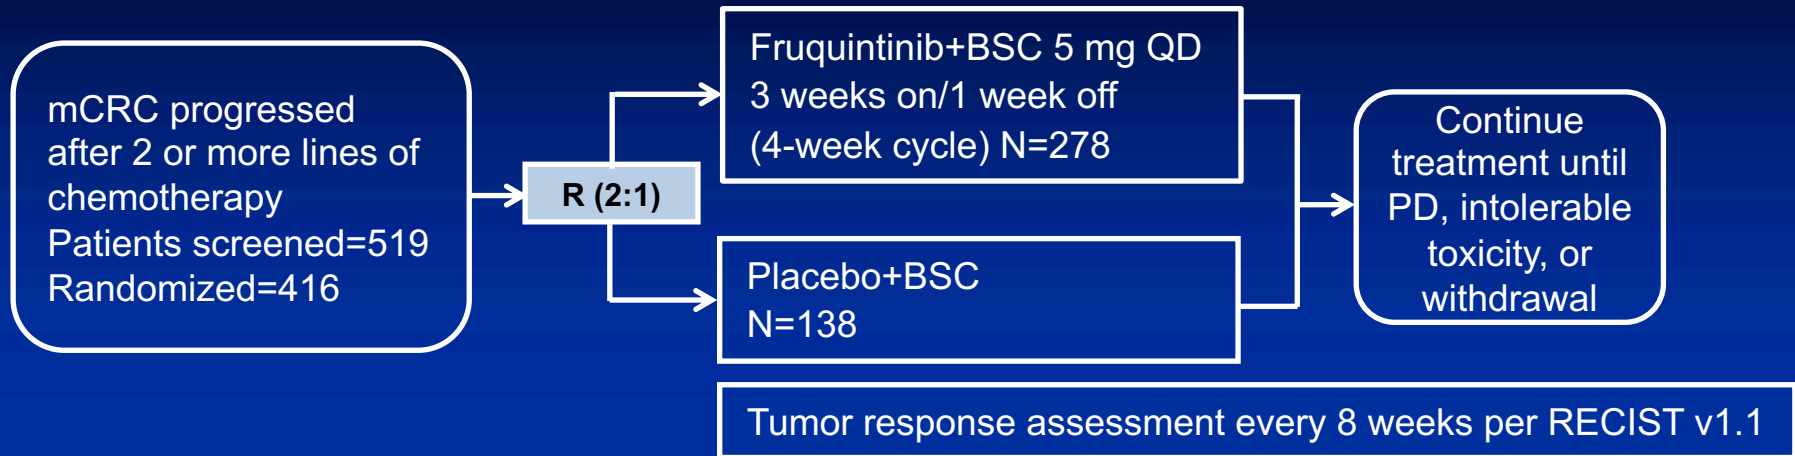 mCRC progressed
after 2 or more lines of
chemotherapy
Patients screened=519
Randomized=416
R (2:1)
Fruquintinib+BSC 5 mg QD
3 weeks on/1 week off
(4-week cycle) N=278
Placebo+BSC
N=138
Continue
treatment until
PD, intolerable
toxicity, or
withdrawal
Tumor response assessment every 8 weeks per RECIST v1.1